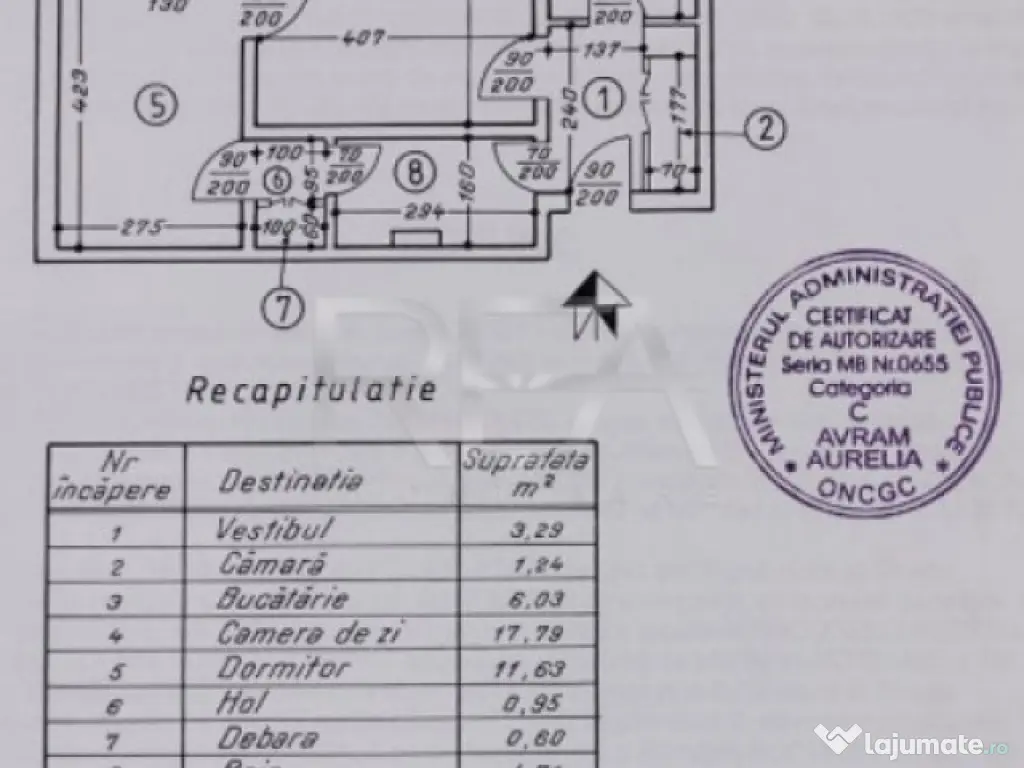 130
200
200
407
90
200
137
423
5
1
240
177
2
90
200
100
70
200
6
95
8
160
70
200
90
200
70
275
100
60
294
7
Recapitulatie
Nr încăpere Destinatia Suprafata m²
1 Vestibul 3,29
2 Cămară 1,24
3 Bucătărie 6,03
4 Camera de zi 17,79
5 Dormitor 11,63
6 Hol 0,95
7 Debara 0,60
MINISTERUL ADMINISTRATIEI PUBLICE
CERTIFICAT
DE AUTORIZARE
Seria MB Nr.0655
Categoria
C
AVRAM
AURELIA
ONCGC
RFA
lajumate.ro